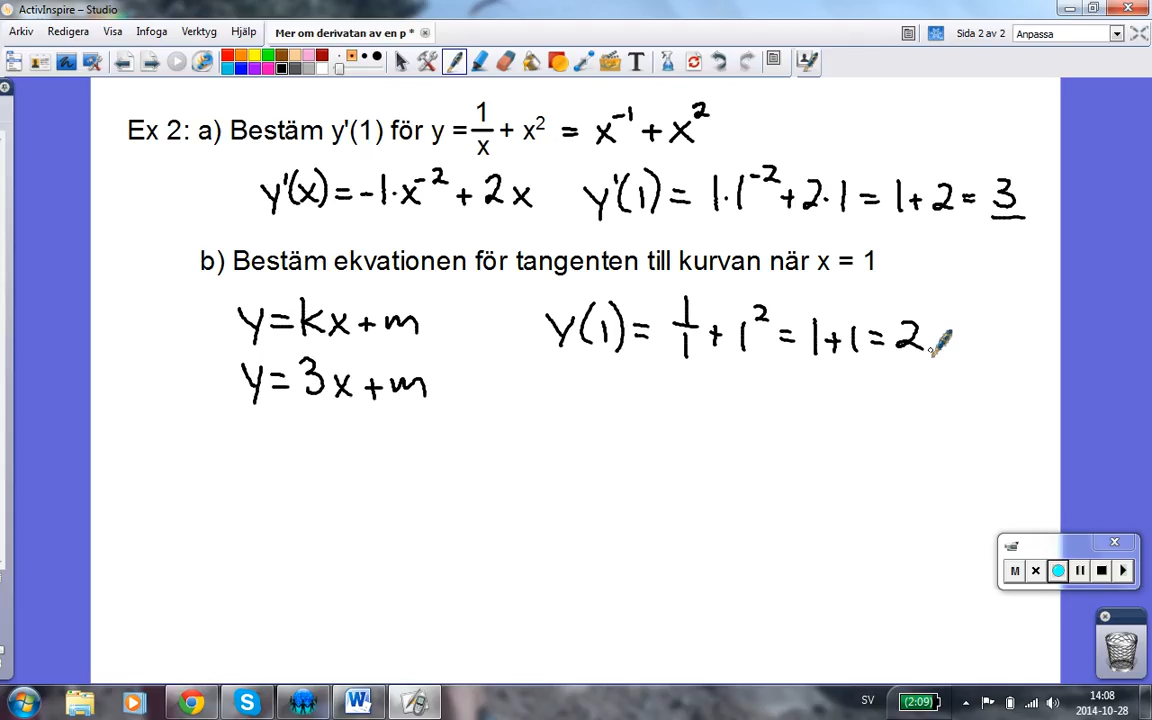 ActivInspire – Studio
Arkiv Redigera Visa Infoga Verktyg Hjälp Mer om derivatan av en p * Sida 2 av 2 Anpassa
Ex 2: a) Bestäm y'(1) för y = 1/x + x² = x⁻¹ + x²
y'(x) = -1·x⁻² + 2x y'(1) = 1·1⁻² + 2·1 = 1 + 2 = 3
b) Bestäm ekvationen för tangenten till kurvan när x = 1
y = kx + m y(1) = 1/1 + 1² = 1 + 1 = 2
y = 3x + m
M
SV (2:09) 14:08
2014-10-28